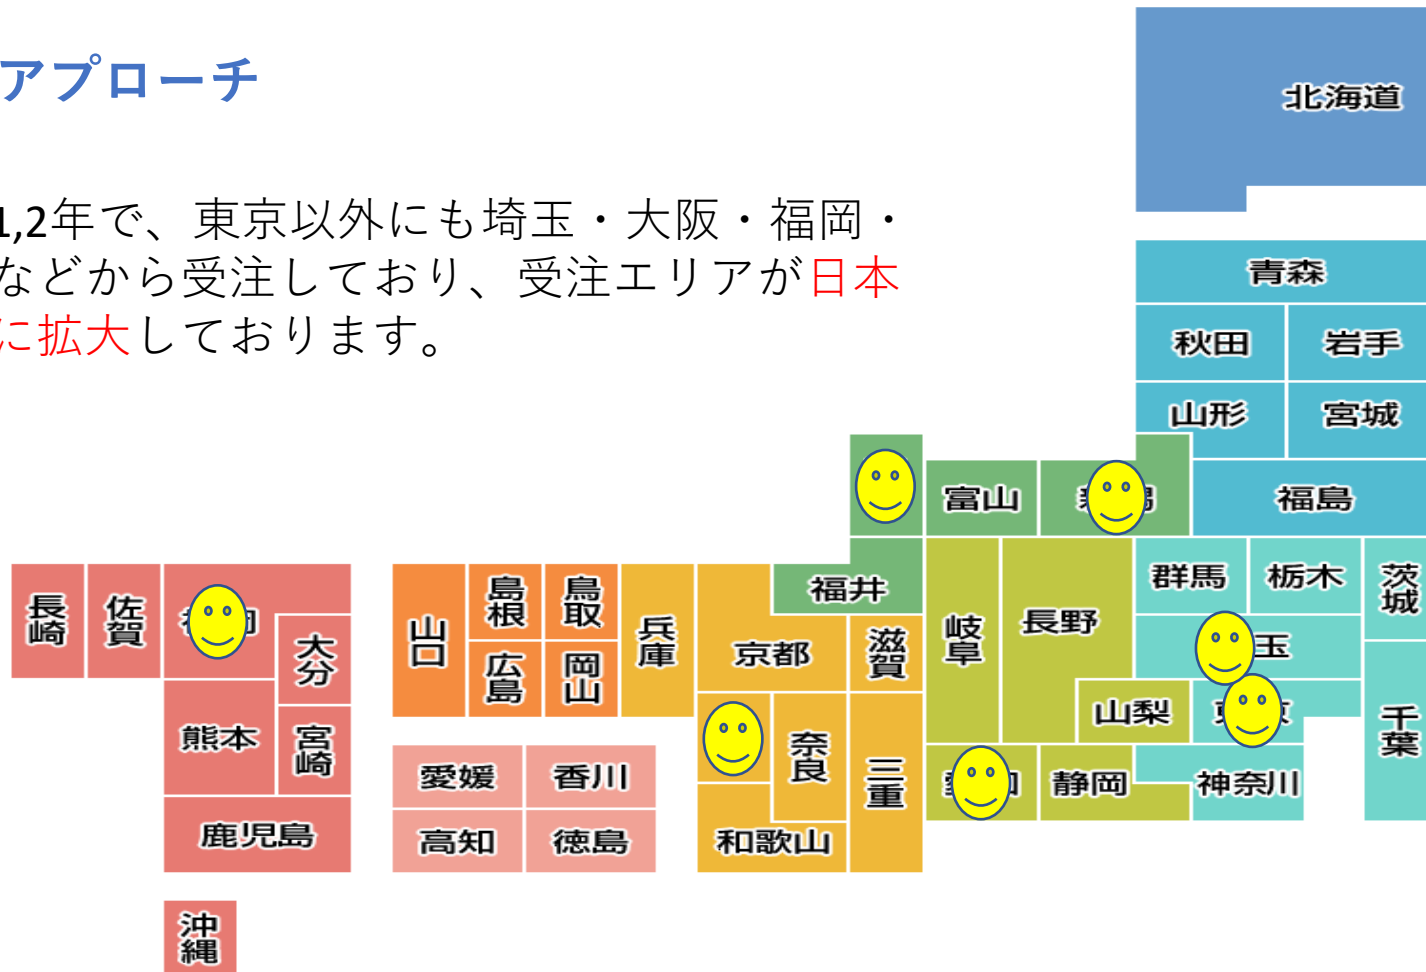 アプローチ
1,2年で、東京以外にも埼玉・大阪・福岡・
などから受注しており、受注エリアが日本
に拡大しております。
北海道
青森
秋田
岩手
山形
宮城
富山
福島
福井
群馬
栃木
茨城
長崎
佐賀
大分
山口
島根
鳥取
兵庫
京都
滋賀
岐阜
長野
玉
広島
岡山
山梨
千葉
熊本
宮崎
奈良
三重
愛媛
香川
静岡
神奈川
鹿児島
高知
徳島
和歌山
沖縄